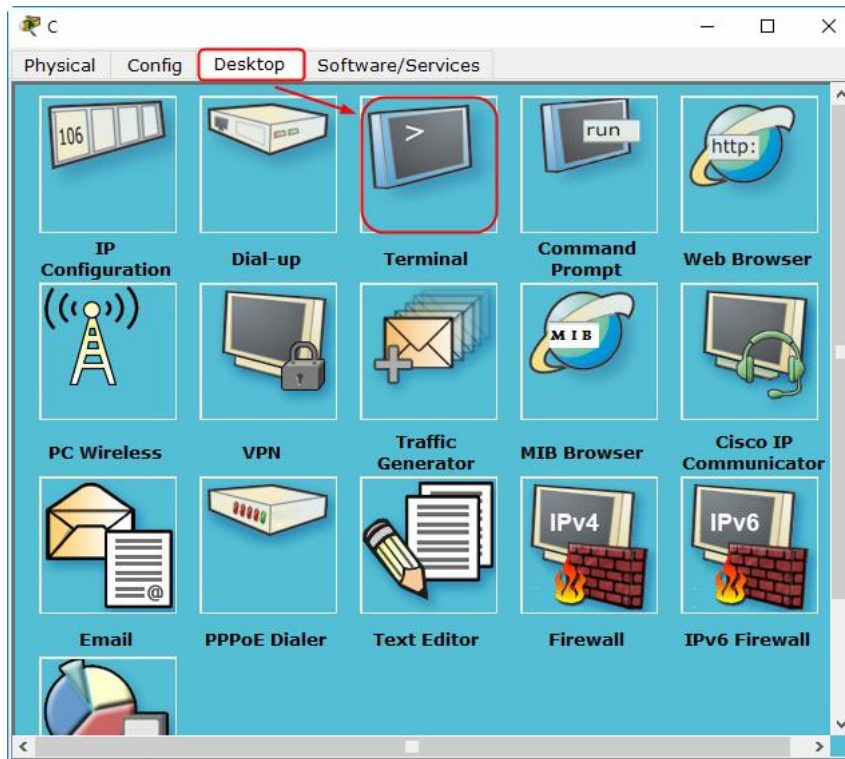 C
Physical
Config
Desktop
Software/Services
106
>
run
http:
IP
Configuration
Dial-up
Terminal
Command
Prompt
Web Browser
MIB
PC Wireless
VPN
Traffic
Generator
MIB Browser
Cisco IP
Communicator
@
IPv4
IPv6
Email
PPPoE Dialer
Text Editor
Firewall
IPv6 Firewall